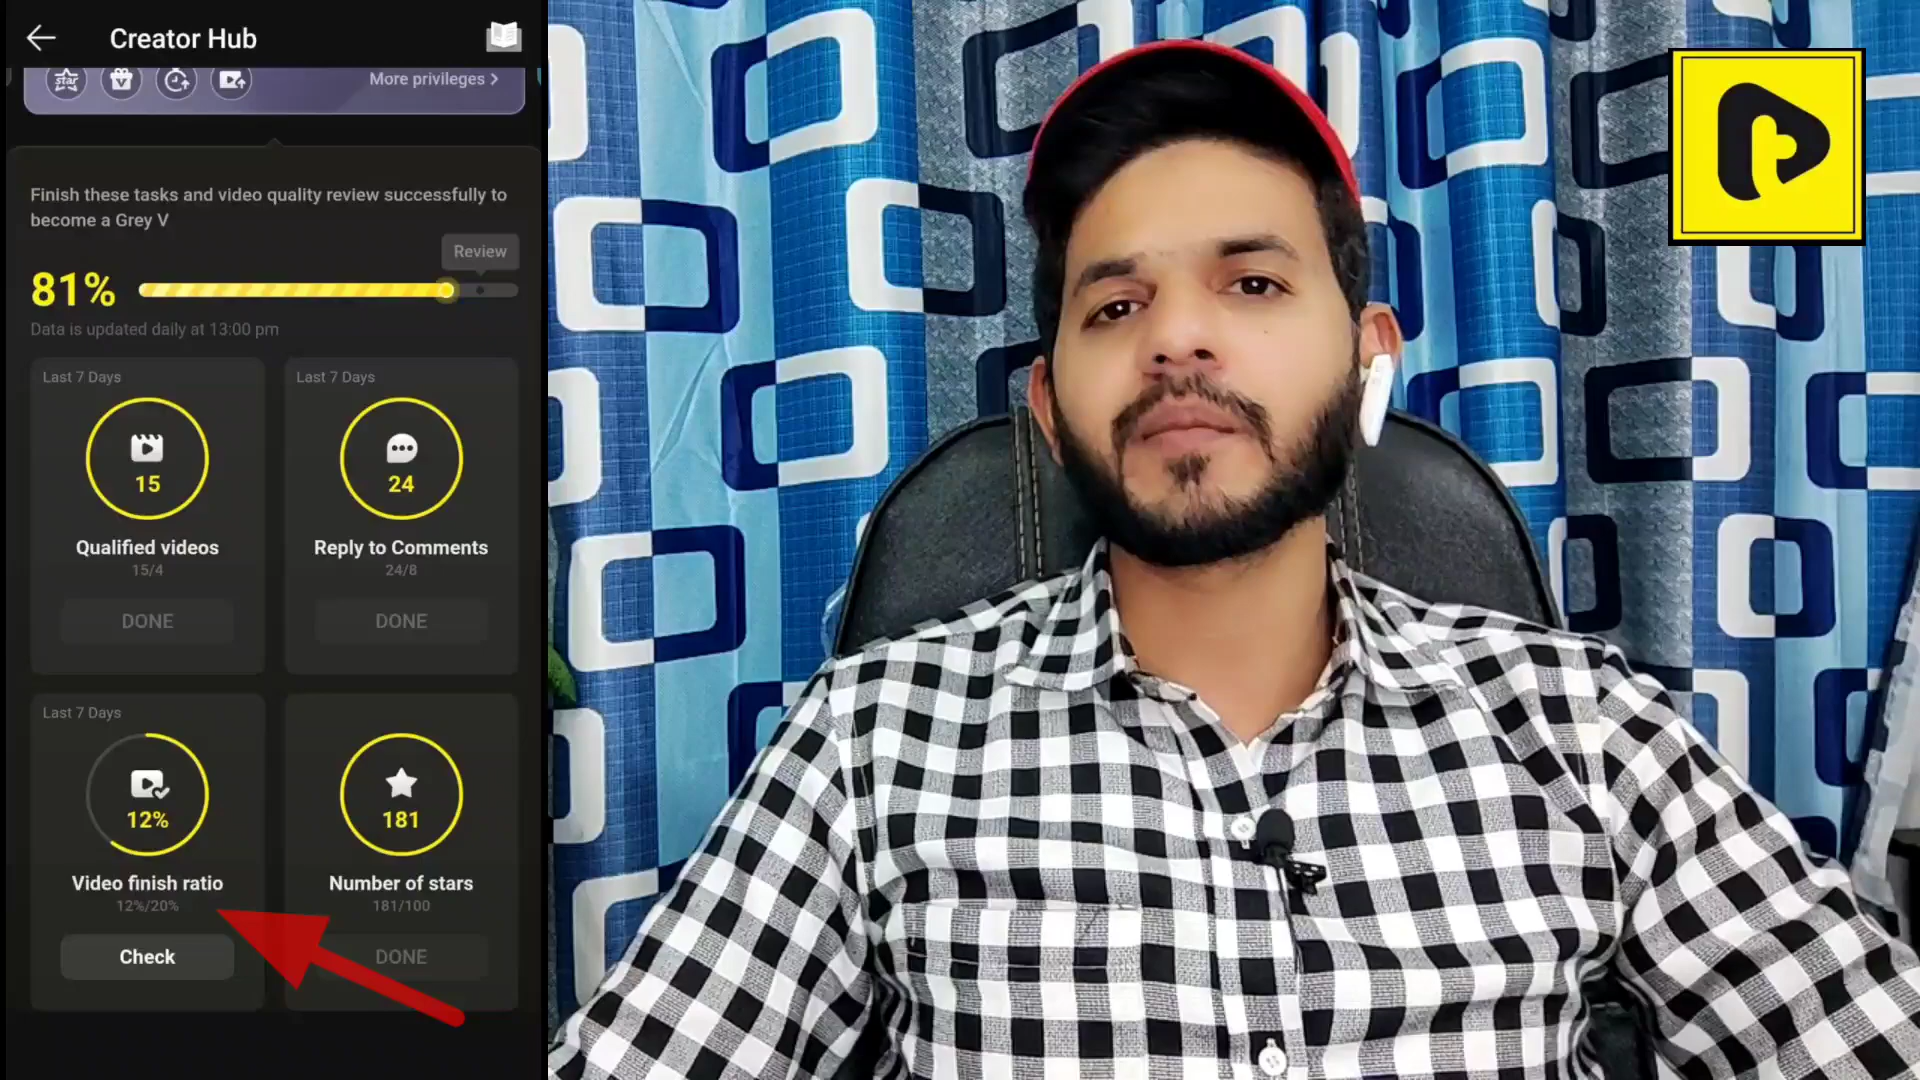 Creator Hub
star
V
More privileges >
Finish these tasks and video quality review successfully to
become a Grey V
Review
81%
Data is updated daily at 13:00 pm
Last 7 Days
15
Qualified videos
15/4
DONE
Last 7 Days
24
Reply to Comments
24/8
DONE
Last 7 Days
12%
Video finish ratio
12%/20%
Check
181
Number of stars
181/100
DONE